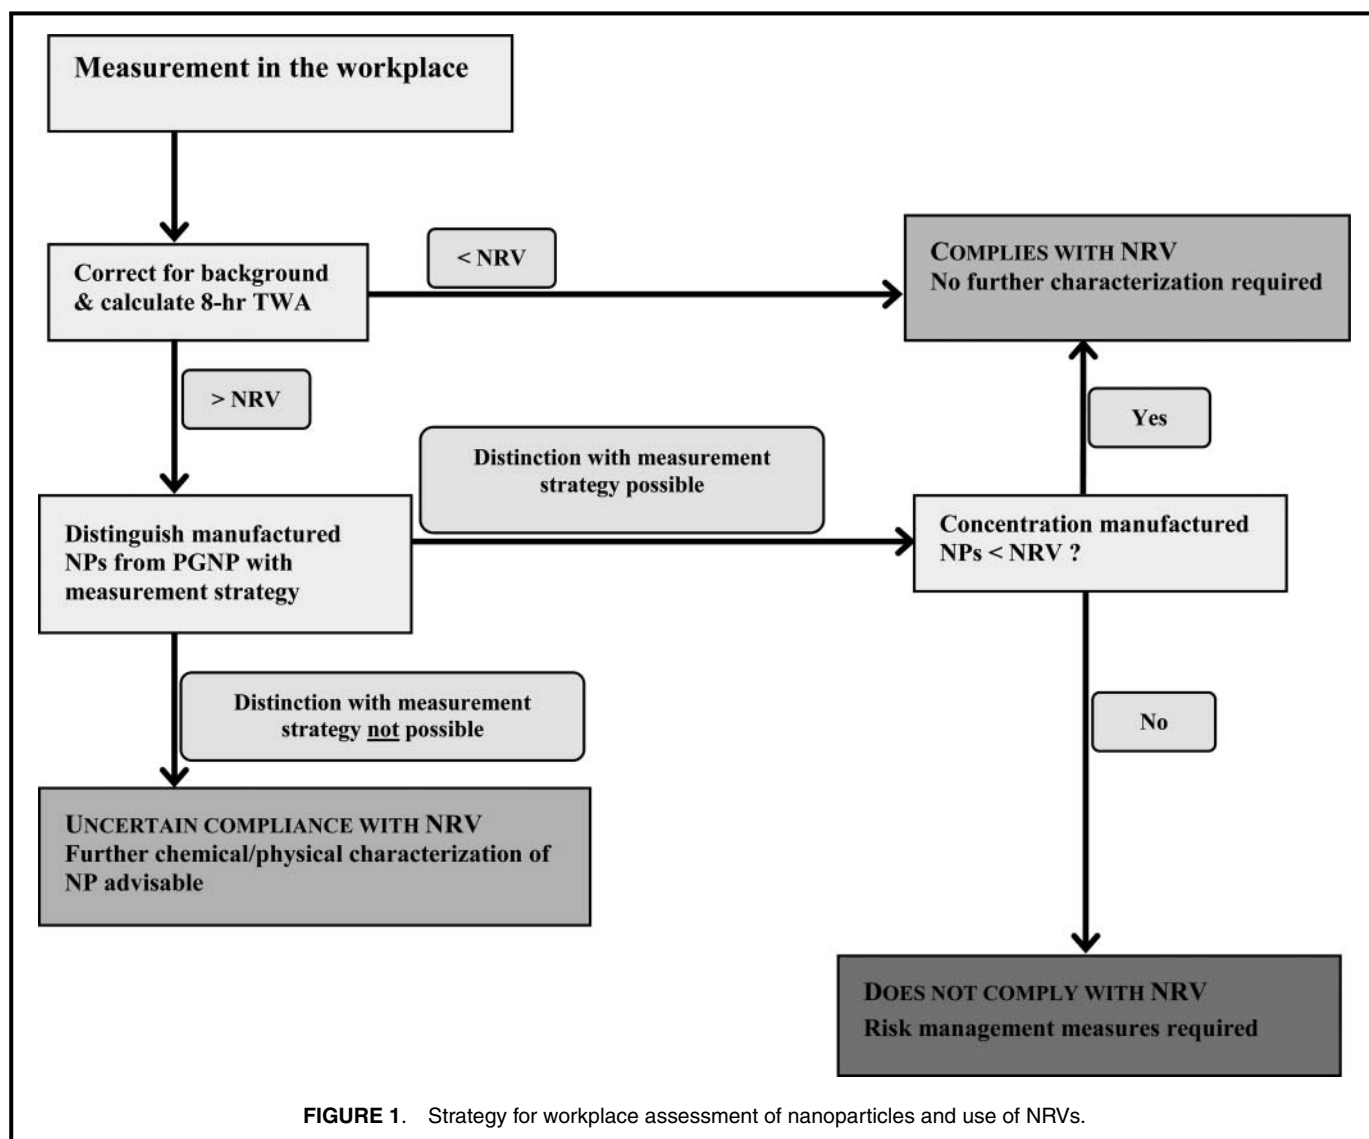 Measurement in the workplace
Correct for background
& calculate 8-hr TWA
< NRV
COMPLIES WITH NRV
No further characterization required
> NRV
Yes
Distinction with measurement
strategy possible
Distinguish manufactured
NPs from PGNP with
measurement strategy
Concentration manufactured
NPs < NRV ?
Distinction with measurement
strategy not possible
No
UNCERTAIN COMPLIANCE WITH NRV
Further chemical/physical characterization of
NP advisable
DOES NOT COMPLY WITH NRV
Risk management measures required
FIGURE 1. Strategy for workplace assessment of nanoparticles and use of NRVs.